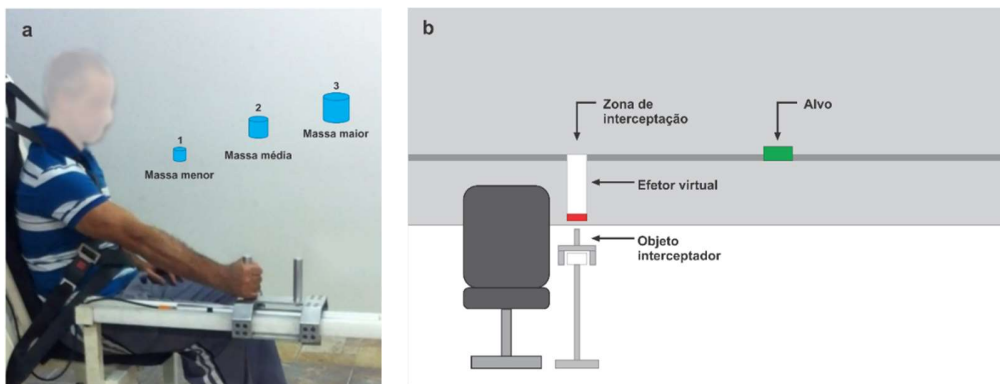 a
3
Massa maior
2
Massa média
1
Massa menor
b
Zona de
interceptação
Alvo
Efetor virtual
Objeto
interceptador